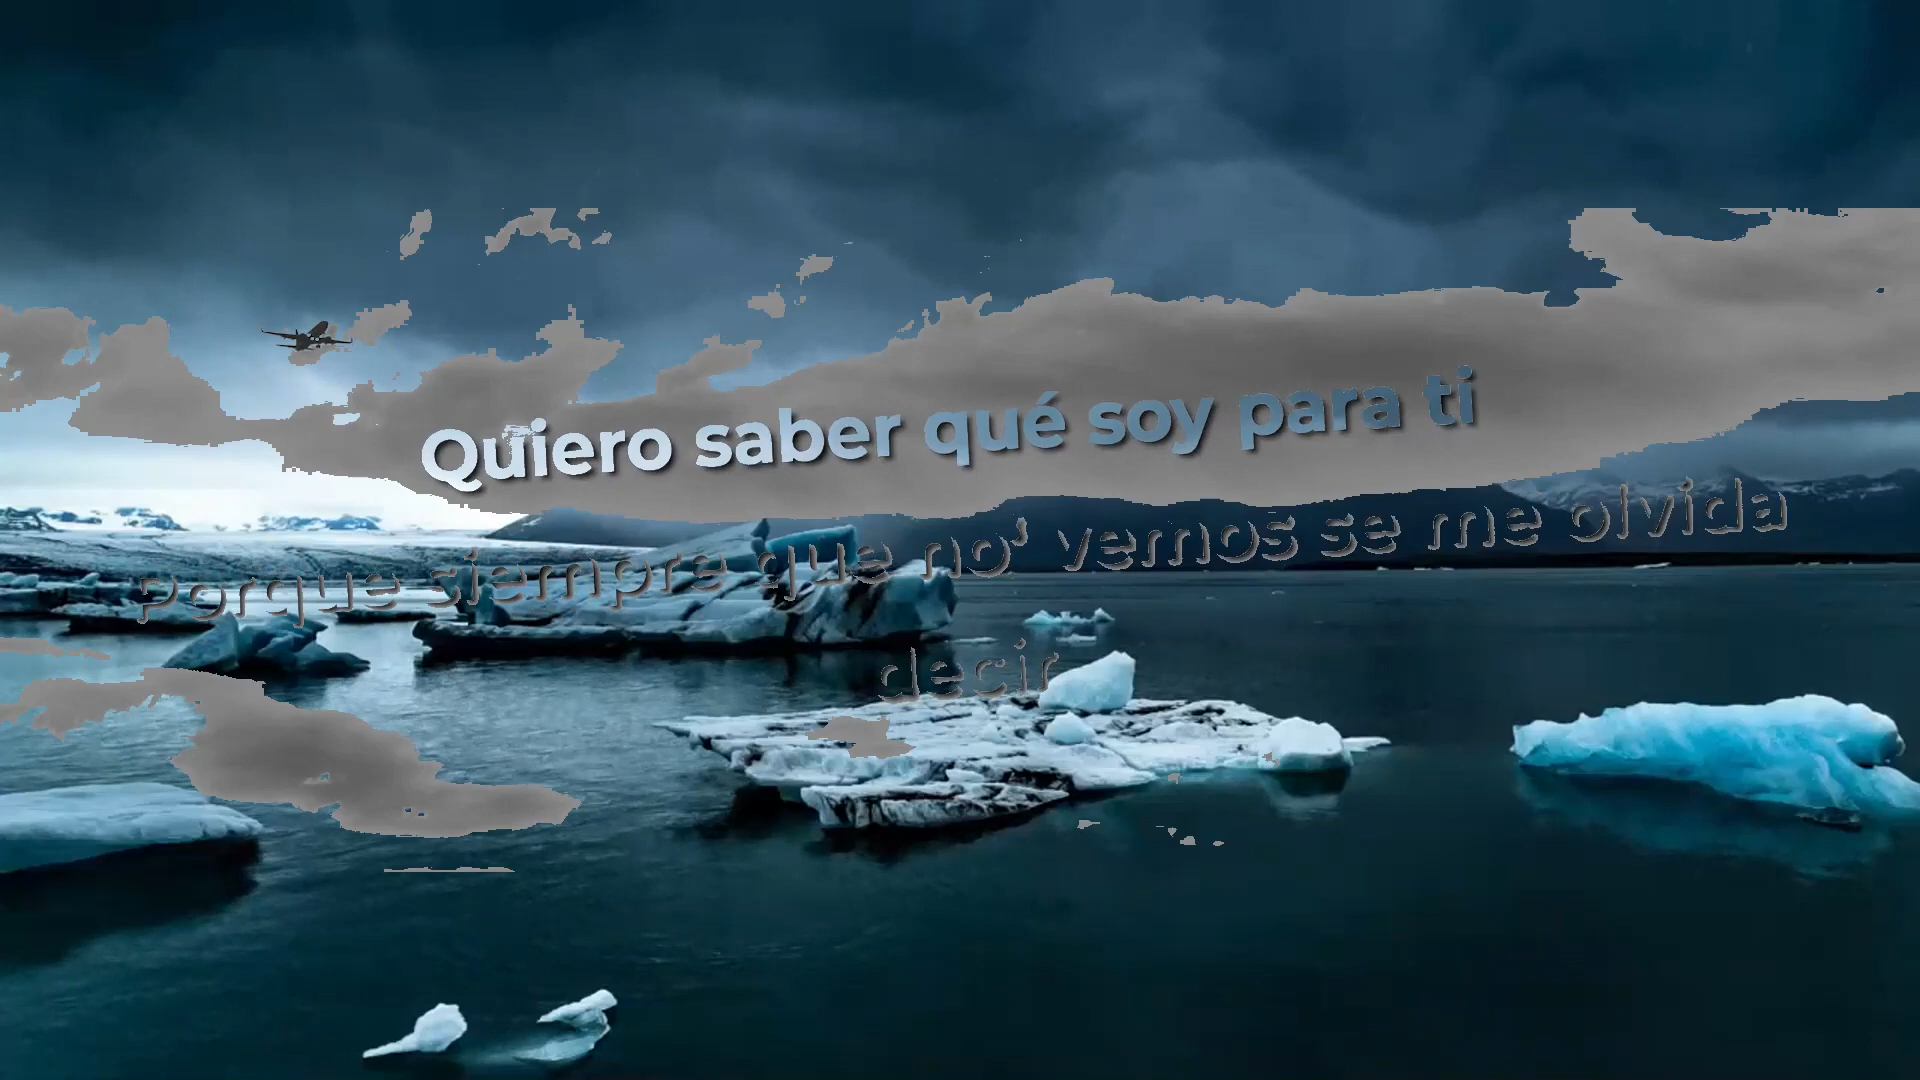 Quiero saber qué soy para ti
Porque siempre que no' vemos se me olvida
decir